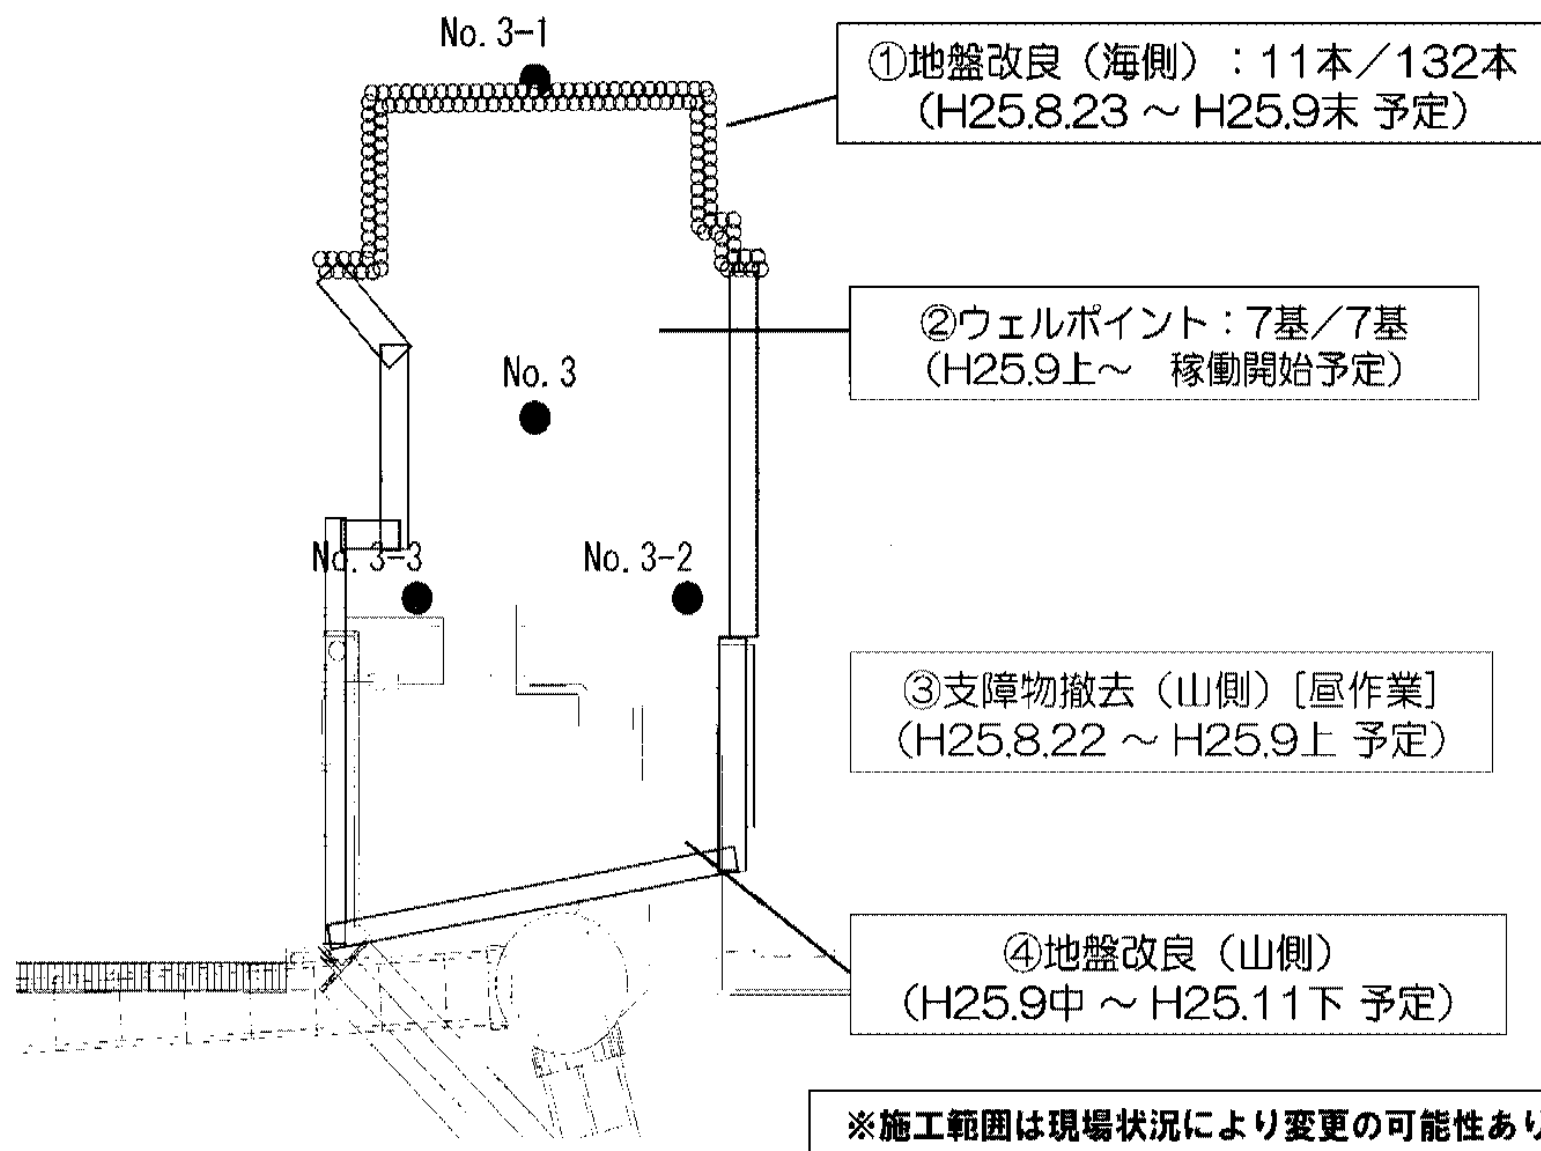 No. 3-1
①地盤改良（海側）：11本／132本
（H25.8.23 ～ H25.9末 予定）
②ウェルポイント：7基／7基
（H25.9上～　稼働開始予定）
No. 3
No. 3-3
No. 3-2
③支障物撤去（山側）[昼作業]
（H25.8.22 ～ H25.9上 予定）
④地盤改良（山側）
（H25.9中 ～ H25.11下 予定）
※施工範囲は現場状況により変更の可能性あり